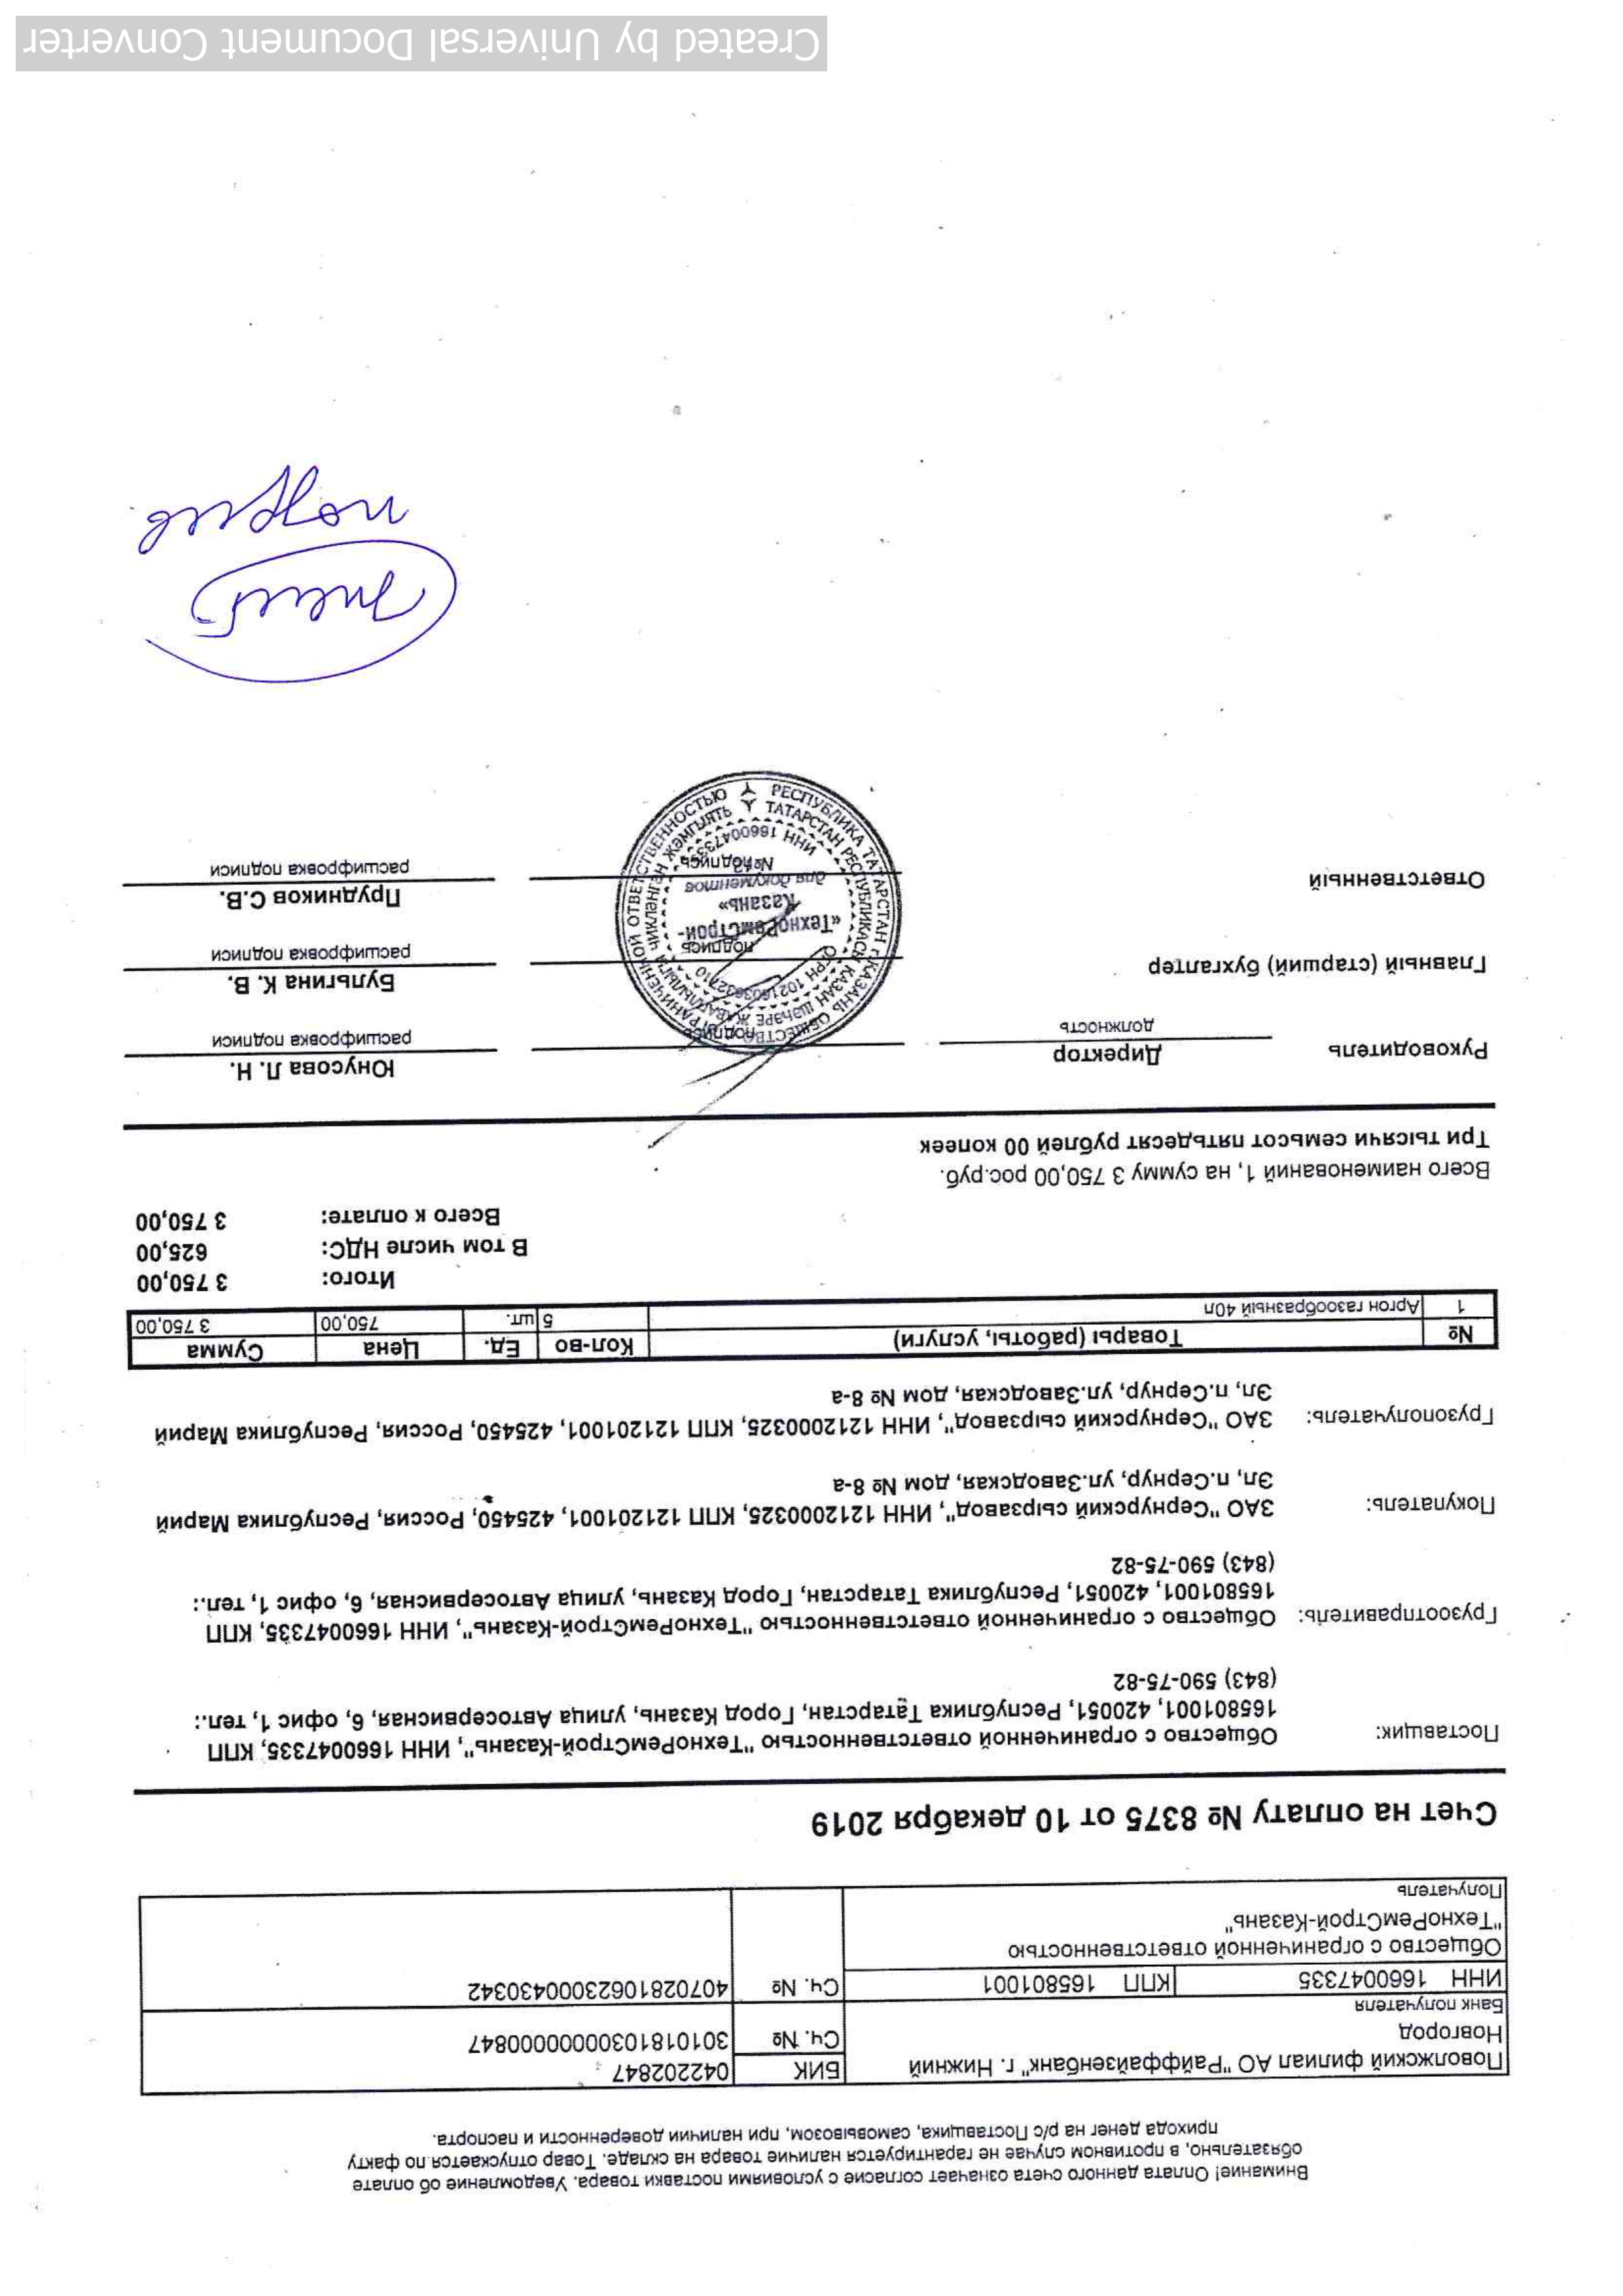 Внимание! Оплата данного счета означает согласие с условиями поставки товара. Уведомление об оплате
обязательно, в противном случае не гарантируется наличие товара на складе. Товар отпускается по факту
прихода денег на р/с Поставщика, самовывозом, при наличии доверенности и паспорта.
Поволжский филиал АО "Райффайзенбанк" г. Нижний
Новгород
Банк получателя
БИК 042202847
Сч. № 30101810300000000847
ИНН 1660047335 КПП 165801001 Сч. № 40702810623000430342
Общество с ограниченной ответственностью
"ТехноРемСтрой-Казань"
Получатель
Счет на оплату № 8375 от 10 декабря 2019
Поставщик: Общество с ограниченной ответственностью "ТехноРемСтрой-Казань", ИНН 1660047335, КПП
165801001, 420051, Республика Татарстан, Город Казань, улица Автосервисная, 6, офис 1, тел.:
(843) 590-75-82
Грузоотправитель: Общество с ограниченной ответственностью "ТехноРемСтрой-Казань", ИНН 1660047335, КПП
165801001, 420051, Республика Татарстан, Город Казань, улица Автосервисная, 6, офис 1, тел.:
(843) 590-75-82
Покупатель: ЗАО "Сернурский сырзавод", ИНН 1212000325, КПП 121201001, 425450, Россия, Республика Марий
Эл, п.Сернур, ул.Заводская, дом № 8-а
Грузополучатель: ЗАО "Сернурский сырзавод", ИНН 1212000325, КПП 121201001, 425450, Россия, Республика Марий
Эл, п.Сернур, ул.Заводская, дом № 8-а
№ Товары (работы, услуги) Кол-во Ед. Цена Сумма
1 Аргон газообразный 40л 5 шт. 750,00 3 750,00
Итого: 3 750,00
В том числе НДС: 625,00
Всего к оплате: 3 750,00
Всего наименований 1, на сумму 3 750,00 рос.руб.
Три тысячи семьсот пятьдесят рублей 00 копеек
Руководитель Директор Юнусова Л. Н.
должность подпись расшифровка подписи
Главный (старший) бухгалтер Булыгина К. В.
подпись расшифровка подписи
Ответственный Прудников С.В.
подпись расшифровка подписи
РЕСПУБЛИКА ТАТАРСТАН Г.КАЗАНЬ ОБЩЕСТВО С ОГРАНИЧЕННОЙ ОТВЕТСТВЕННОСТЬЮ
ТАТАРСТАН РЕСПУБЛИКАСЫ КАЗАН ШӘҺӘРЕ ҖАВАПЛЫЛЫГЫ ЧИКЛӘНГӘН ҖӘМГЫЯТЬ
ИНН 1660047335
«ТехноРемСтрой-
Казань»
для документов
№2
Created by Universal Document Converter